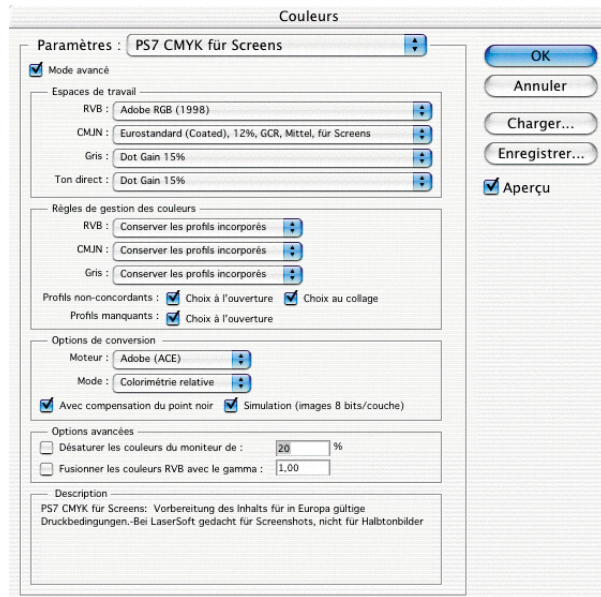 Couleurs
Paramètres : PS7 CMYK für Screens
Mode avancé
Espaces de travail
RVB : Adobe RGB (1998)
CMJN : Eurostandard (Coated), 12%, GCR, Mittel, für Screens
Gris : Dot Gain 15%
Ton direct : Dot Gain 15%
Règles de gestion des couleurs
RVB : Conserver les profils incorporés
CMJN : Conserver les profils incorporés
Gris : Conserver les profils incorporés
Profils non-concordants : Choix à l'ouverture Choix au collage
Profils manquants : Choix à l'ouverture
Options de conversion
Moteur : Adobe (ACE)
Mode : Colorimétrie relative
Avec compensation du point noir Simulation (images 8 bits/couche)
Options avancées
Désaturer les couleurs du moniteur de : 20 %
Fusionner les couleurs RVB avec le gamma : 1,00
Description
PS7 CMYK für Screens: Vorbereitung des Inhalts für in Europa gültige
Druckbedingungen.-Bei LaserSoft gedacht für Screenshots, nicht für Halbtonbilder
OK
Annuler
Charger...
Enregistrer...
Aperçu